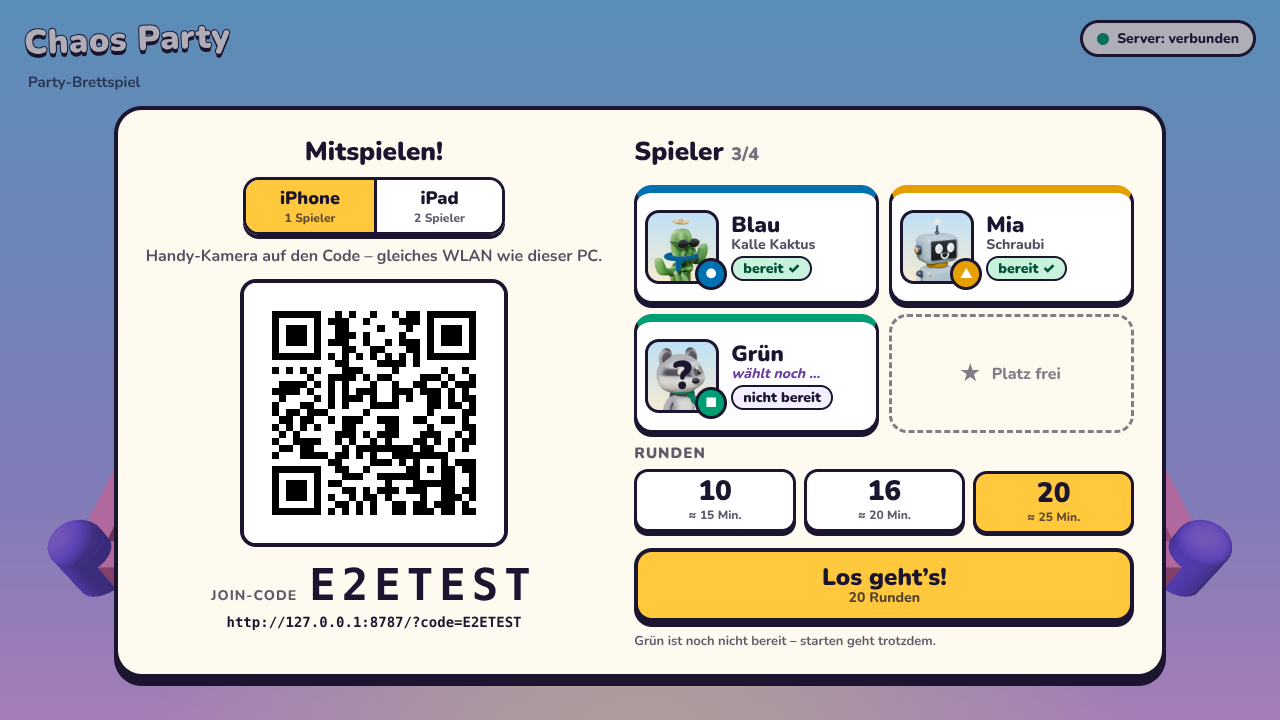 Chaos Party
Party-Brettspiel
Server: verbunden
Mitspielen!
iPhone
1 Spieler
iPad
2 Spieler
Handy-Kamera auf den Code – gleiches WLAN wie dieser PC.
JOIN-CODE E2ETEST
http://127.0.0.1:8787/?code=E2ETEST
Spieler 3/4
Blau
Kalle Kaktus
bereit ✔
Mia
Schraubi
bereit ✔
?
Grün
wählt noch ...
nicht bereit
★ Platz frei
RUNDEN
10
≈ 15 Min.
16
≈ 20 Min.
20
≈ 25 Min.
Los geht’s!
20 Runden
Grün ist noch nicht bereit – starten geht trotzdem.